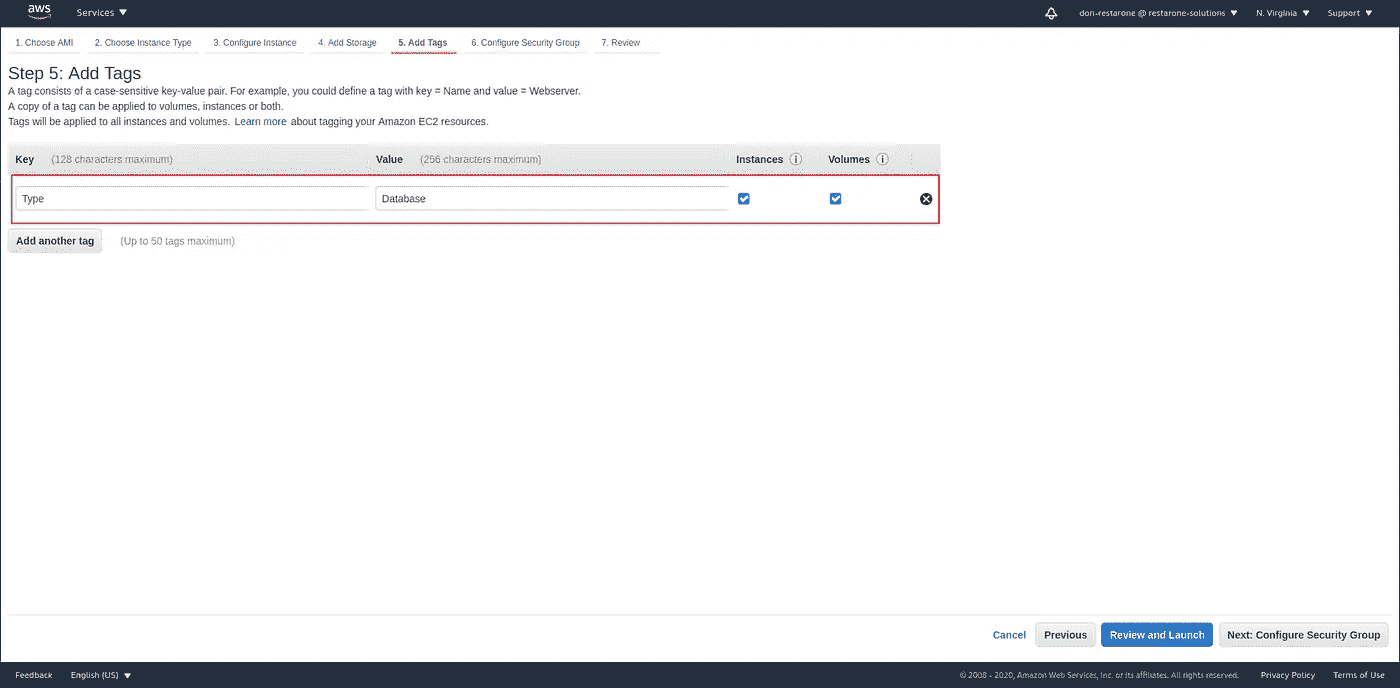 aws Services don-restarone @ restarone-solutions N. Virginia Support
1. Choose AMI 2. Choose Instance Type 3. Configure Instance 4. Add Storage 5. Add Tags 6. Configure Security Group 7. Review
Step 5: Add Tags
A tag consists of a case-sensitive key-value pair. For example, you could define a tag with key = Name and value = Webserver.
A copy of a tag can be applied to volumes, instances or both.
Tags will be applied to all instances and volumes. Learn more about tagging your Amazon EC2 resources.
Key (128 characters maximum) Value (256 characters maximum) Instances i Volumes i
Type Database
Add another tag (Up to 50 tags maximum)
Cancel Previous Review and Launch Next: Configure Security Group
Feedback English (US) © 2008 - 2020, Amazon Web Services, Inc. or its affiliates. All rights reserved. Privacy Policy Terms of Use